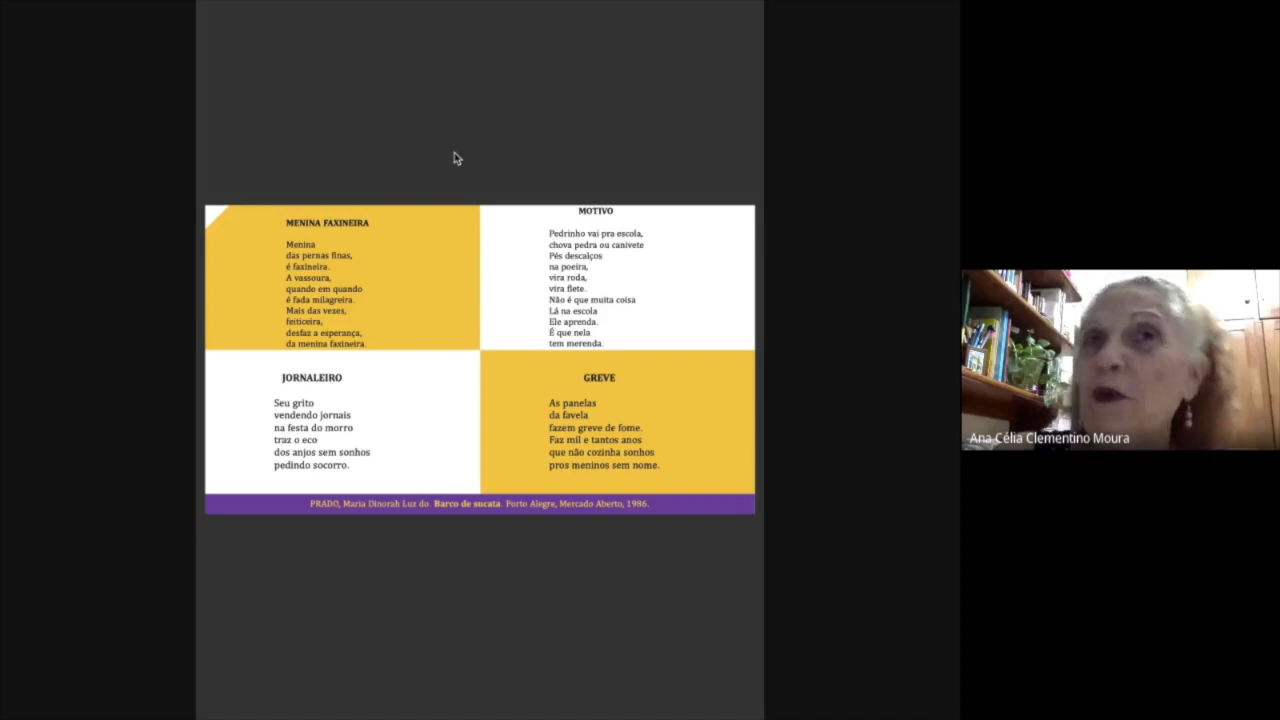 MENINA FAXINEIRA
Menina
das pernas finas,
é faxineira.
A vassoura,
quando em quando
é fada milagreira.
Mais das vezes,
feiticeira,
desfaz a esperança,
da menina faxineira.
MOTIVO
Pedrinho vai pra escola,
chova pedra ou canivete
Pés descalços
na poeira,
vira roda,
vira flete.
Não é que muita coisa
Lá na escola
Ele aprenda.
É que nela
tem merenda.
JORNALEIRO
Seu grito
vendendo jornais
na festa do morro
traz o eco
dos anjos sem sonhos
pedindo socorro.
GREVE
As panelas
da favela
fazem greve de fome.
Faz mil e tantos anos
que não cozinha sonhos
pros meninos sem nome.
PRADO, Maria Dinorah Luz do. Barco de sucata. Porto Alegre, Mercado Aberto, 1986.
Ana Célia Clementino Moura